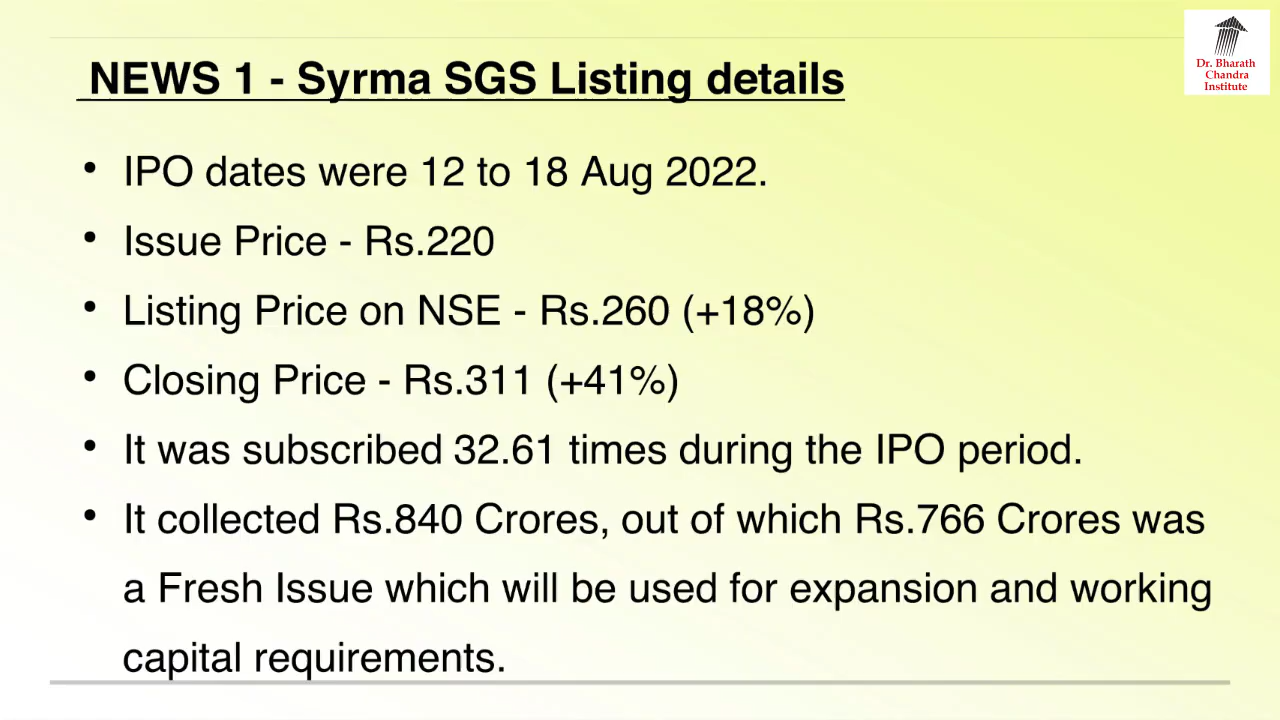 NEWS 1 - Syrma SGS Listing details
Dr. Bharath
Chandra
Institute
• IPO dates were 12 to 18 Aug 2022.
• Issue Price - Rs.220
• Listing Price on NSE - Rs.260 (+18%)
• Closing Price - Rs.311 (+41%)
• It was subscribed 32.61 times during the IPO period.
• It collected Rs.840 Crores, out of which Rs.766 Crores was
a Fresh Issue which will be used for expansion and working
capital requirements.